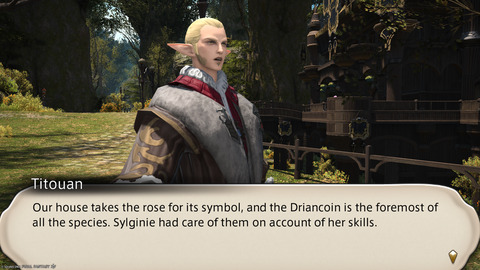 Titouan
Our house takes the rose for its symbol, and the Driancoin is the foremost of
all the species. Sylginie had care of them on account of her skills.